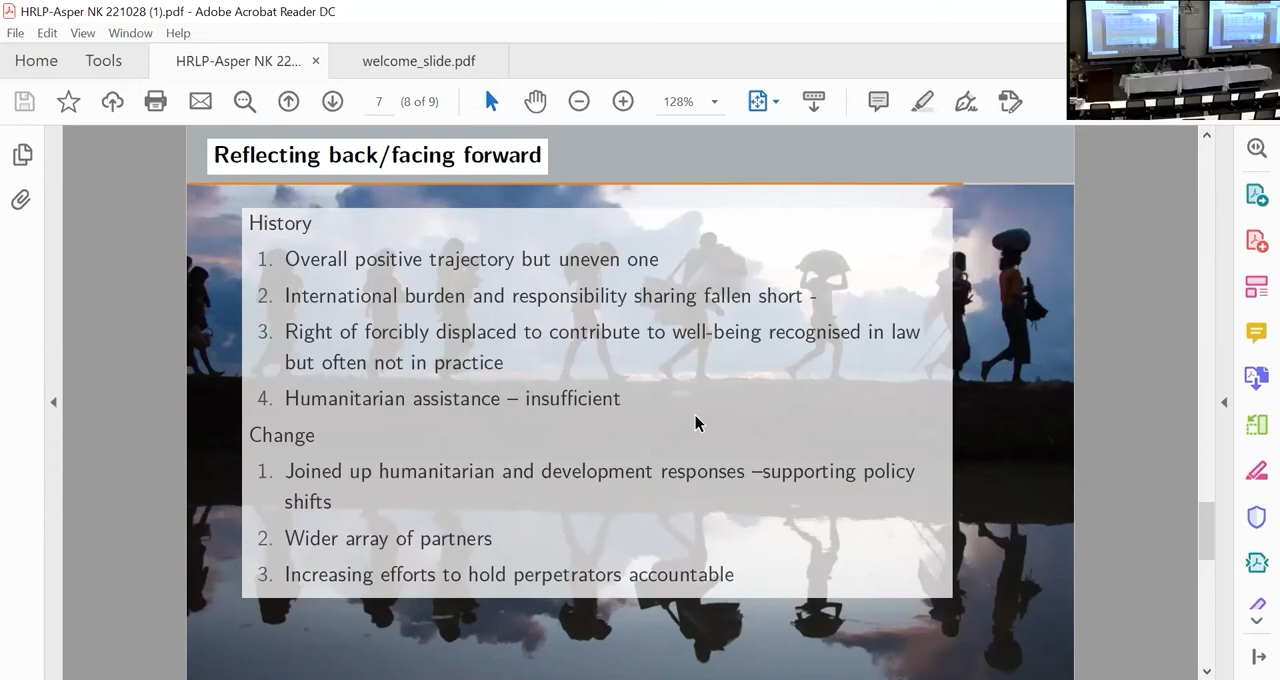 HRLP-Asper NK 221028 (1).pdf - Adobe Acrobat Reader DC
File Edit View Window Help
Home Tools HRLP-Asper NK 22... × welcome_slide.pdf
7 (8 of 9) 128%
Reflecting back/facing forward
History
1. Overall positive trajectory but uneven one
2. International burden and responsibility sharing fallen short -
3. Right of forcibly displaced to contribute to well-being recognised in law
but often not in practice
4. Humanitarian assistance – insufficient
Change
1. Joined up humanitarian and development responses –supporting policy
shifts
2. Wider array of partners
3. Increasing efforts to hold perpetrators accountable